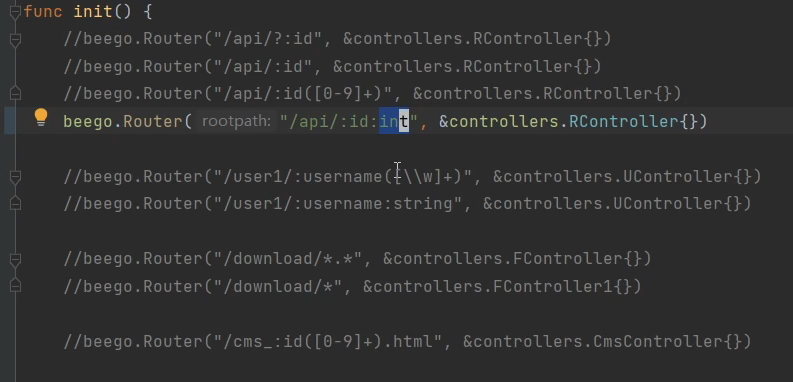 func init() {
//beego.Router("/api/?:id", &controllers.RController{})
//beego.Router("/api/:id", &controllers.RController{})
//beego.Router("/api/:id([0-9]+)", &controllers.RController{})
beego.Router( rootpath: "/api/:id:int", &controllers.RController{})
//beego.Router("/user1/:username([\\w]+)", &controllers.UController{})
//beego.Router("/user1/:username:string", &controllers.UController{})
//beego.Router("/download/*.*", &controllers.FController{})
//beego.Router("/download/*", &controllers.FController1{})
//beego.Router("/cms_:id([0-9]+).html", &controllers.CmsController{})